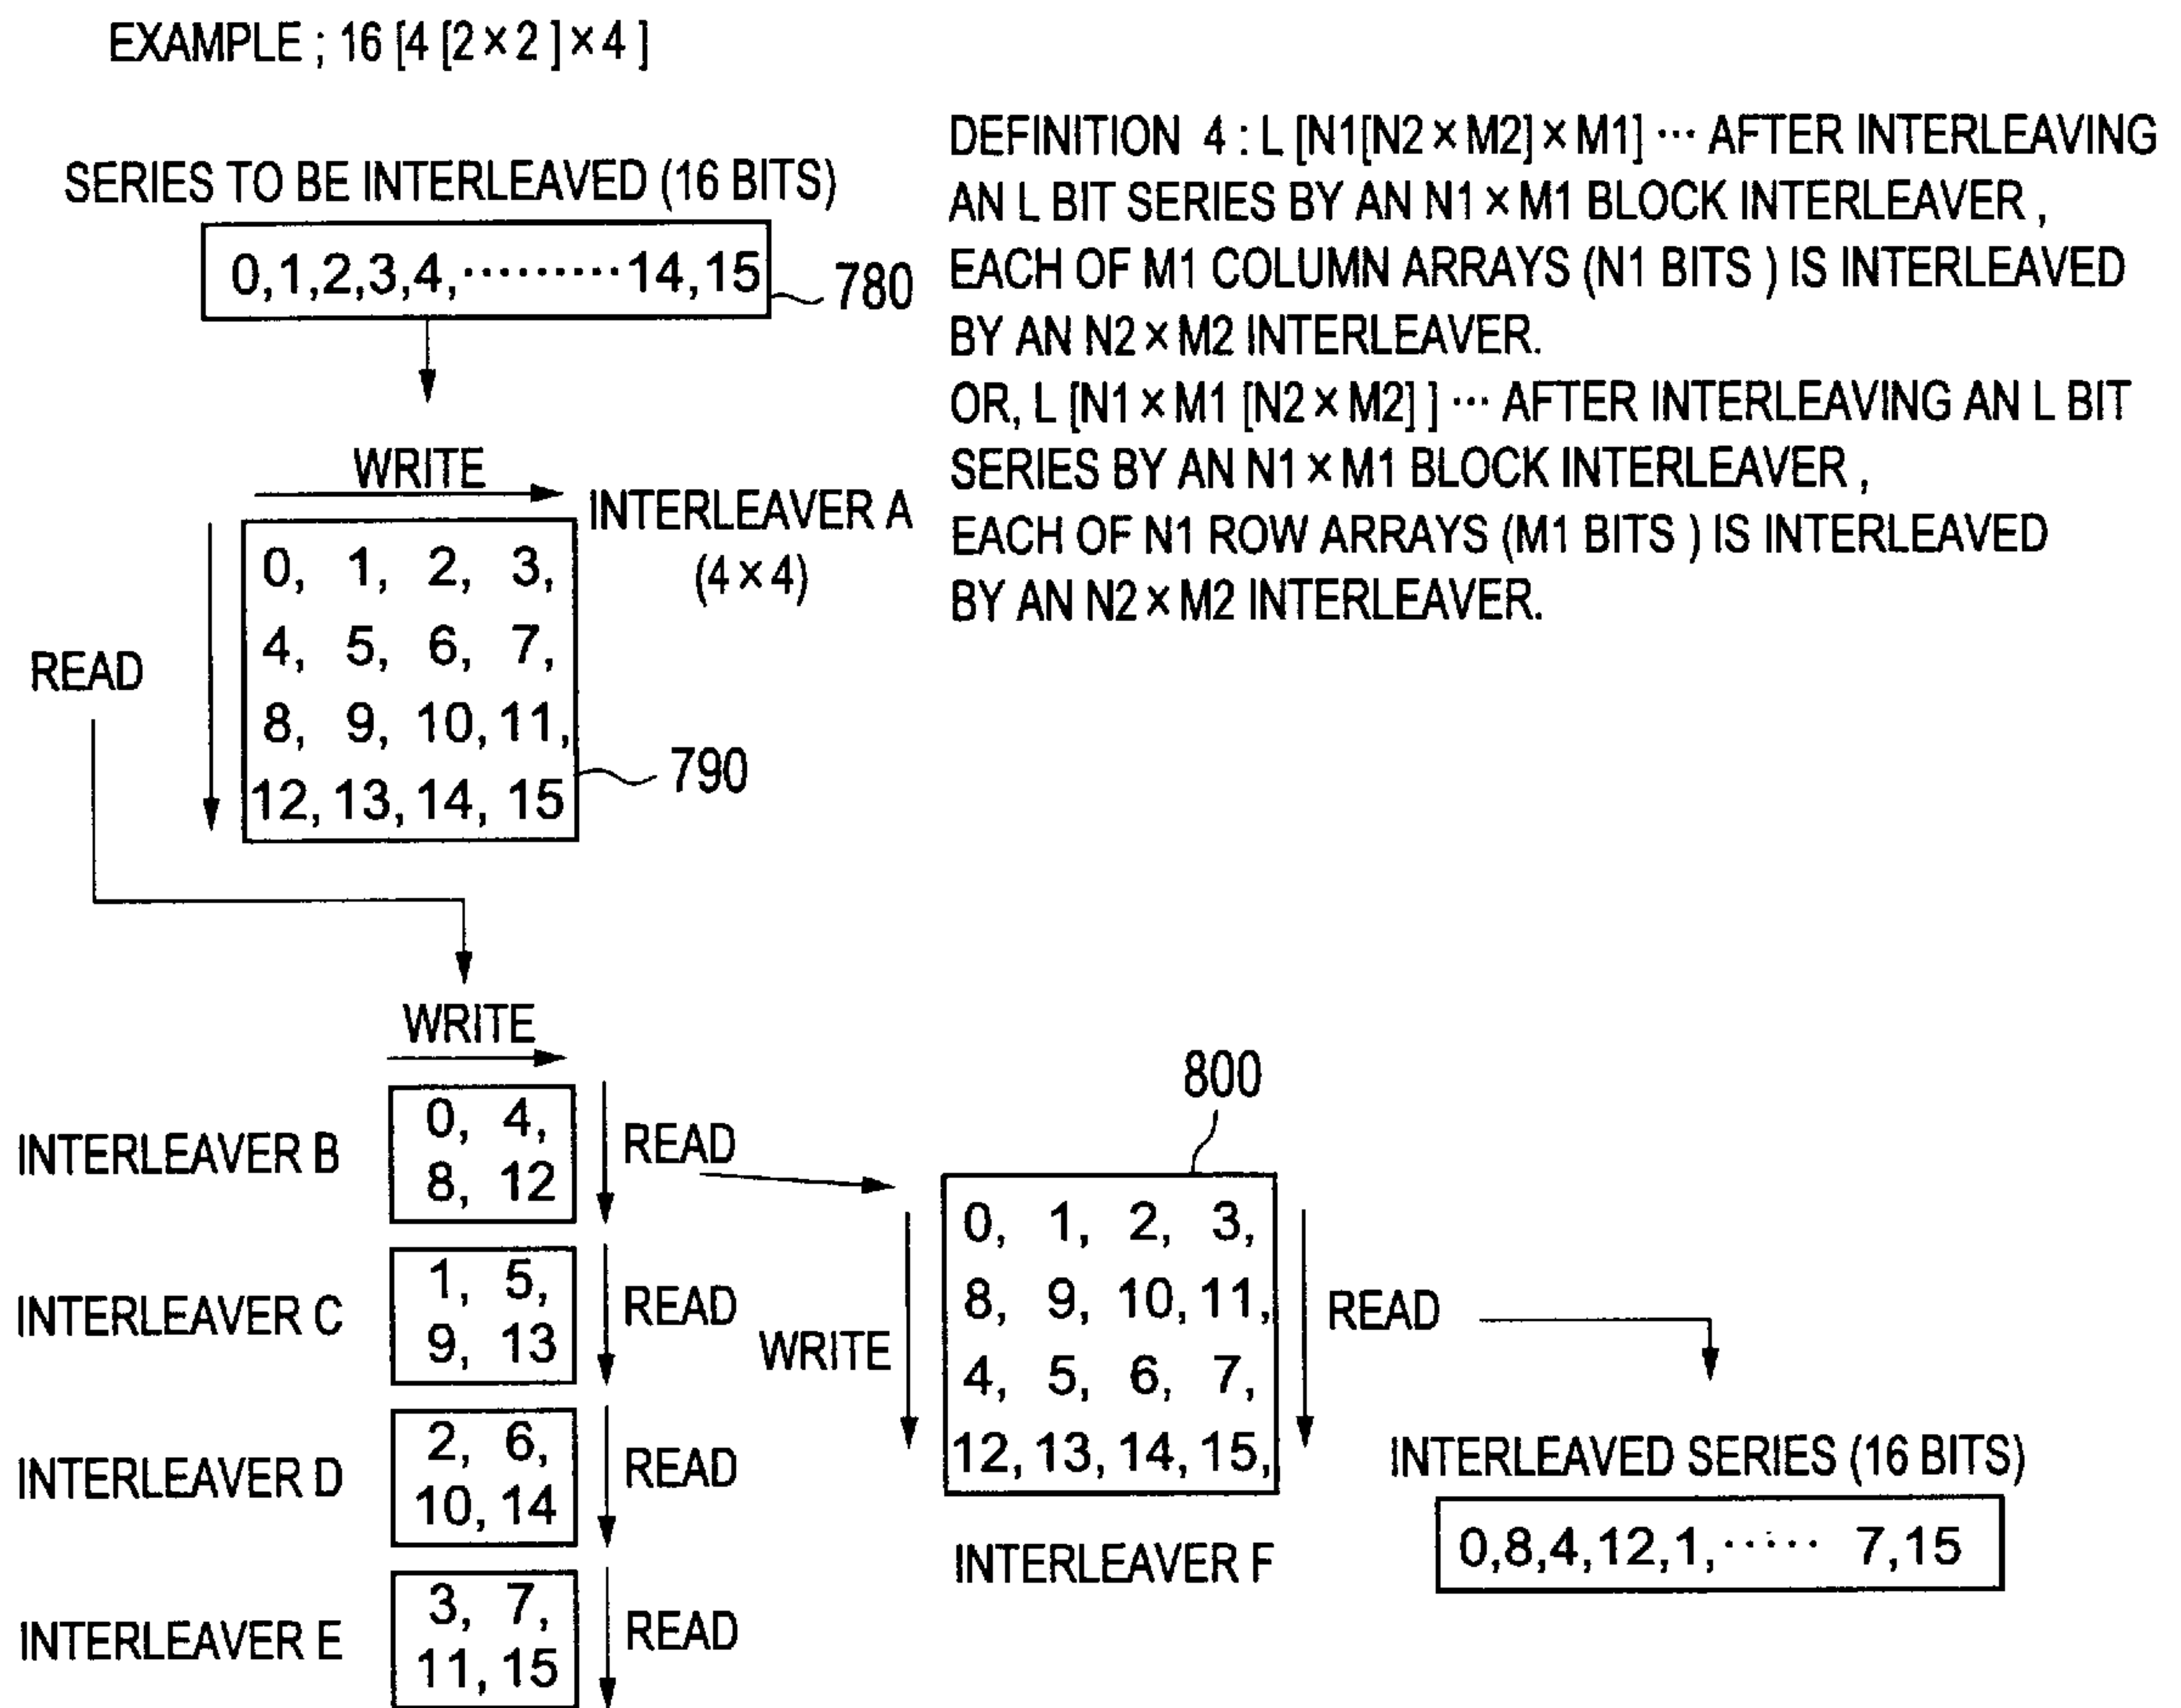 EXAMPLE ; 16 [4 [2 × 2 ] × 4 ]
SERIES TO BE INTERLEAVED (16 BITS)
0,1,2,3,4,·········14,15
780
DEFINITION 4 : L [N1[N2 × M2] × M1] ··· AFTER INTERLEAVING
AN L BIT SERIES BY AN N1 × M1 BLOCK INTERLEAVER ,
EACH OF M1 COLUMN ARRAYS (N1 BITS ) IS INTERLEAVED
BY AN N2 × M2 INTERLEAVER.
OR, L [N1 × M1 [N2 × M2] ] ··· AFTER INTERLEAVING AN L BIT
SERIES BY AN N1 × M1 BLOCK INTERLEAVER ,
EACH OF N1 ROW ARRAYS (M1 BITS ) IS INTERLEAVED
BY AN N2 × M2 INTERLEAVER.
WRITE
INTERLEAVER A
(4 × 4)
READ
0, 1, 2, 3,
4, 5, 6, 7,
8, 9, 10, 11,
12, 13, 14, 15
790
WRITE
INTERLEAVER B
0, 4,
8, 12
READ
INTERLEAVER C
1, 5,
9, 13
READ
INTERLEAVER D
2, 6,
10, 14
READ
INTERLEAVER E
3, 7,
11, 15
READ
800
WRITE
0, 1, 2, 3,
8, 9, 10, 11,
4, 5, 6, 7,
12, 13, 14, 15,
READ
INTERLEAVER F
INTERLEAVED SERIES (16 BITS)
0,8,4,12,1,····· 7,15